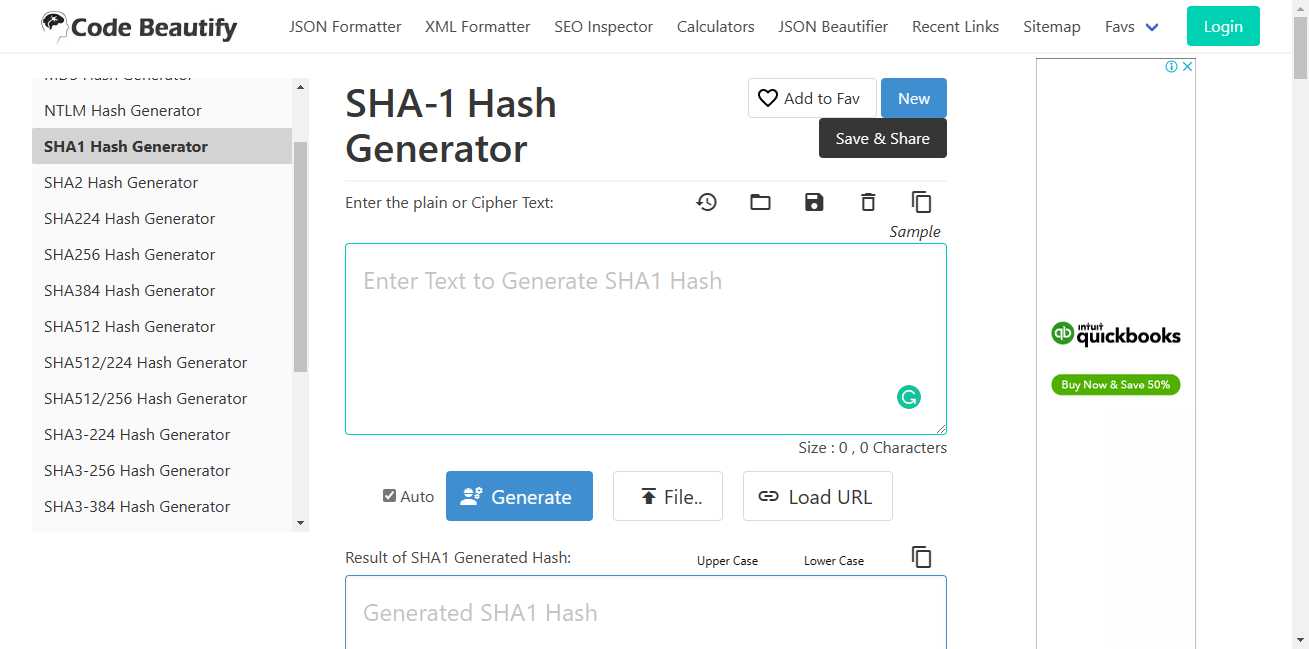 Code Beautify
JSON Formatter
XML Formatter
SEO Inspector
Calculators
JSON Beautifier
Recent Links
Sitemap
Favs
Login
MD5 Hash Generator
NTLM Hash Generator
SHA1 Hash Generator
SHA2 Hash Generator
SHA224 Hash Generator
SHA256 Hash Generator
SHA384 Hash Generator
SHA512 Hash Generator
SHA512/224 Hash Generator
SHA512/256 Hash Generator
SHA3-224 Hash Generator
SHA3-256 Hash Generator
SHA3-384 Hash Generator
SHA-1 Hash
Generator
Add to Fav
New
Save & Share
Enter the plain or Cipher Text:
Sample
Enter Text to Generate SHA1 Hash
Size : 0 , 0 Characters
Auto
Generate
File..
Load URL
Result of SHA1 Generated Hash:
Upper Case
Lower Case
Generated SHA1 Hash
qb
intuit
quickbooks
Buy Now & Save 50%